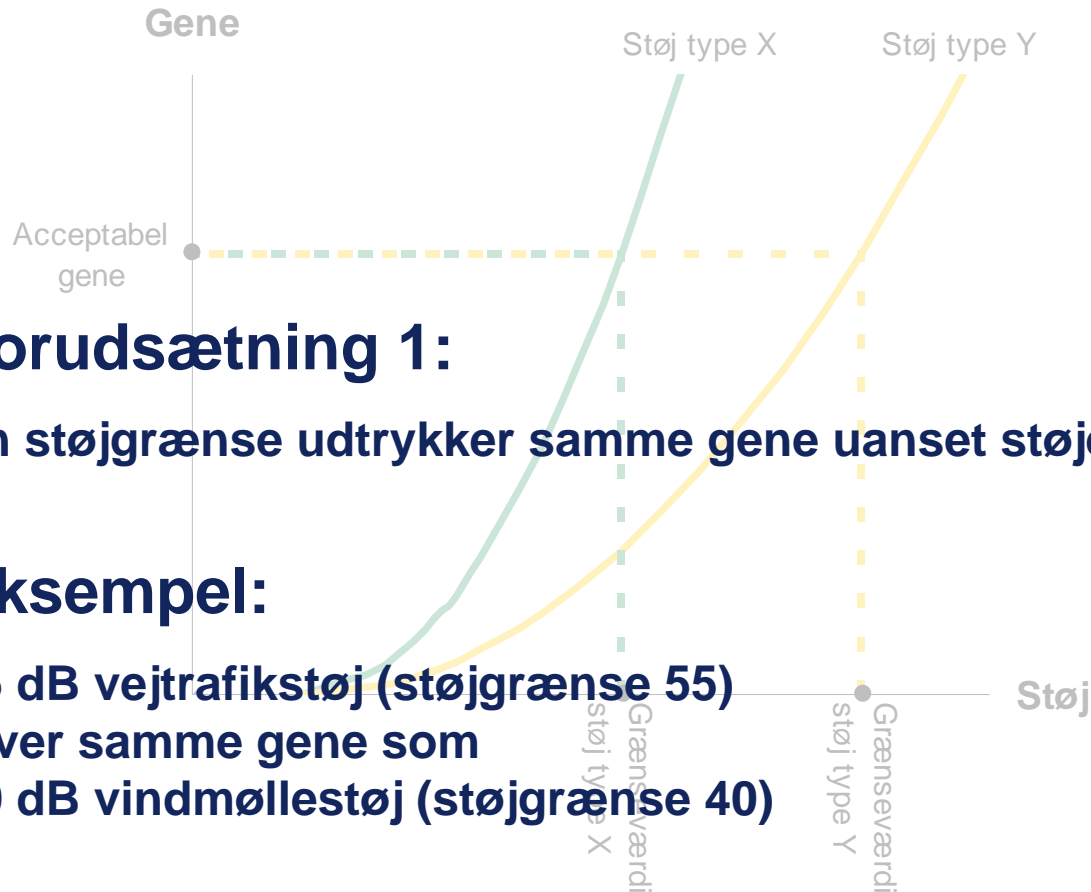 Gene
Støj type X
Støj type Y
Acceptabel
gene
orudsætning 1:
n støjgrænse udtrykker samme gene uanset støj
ksempel:
dB vejtrafikstøj (støjgrænse 55)
ver samme gene som
dB vindmøllestøj (støjgrænse 40)
Støj
Grænseværdi
støj type X
Grænseværdi
støj type Y